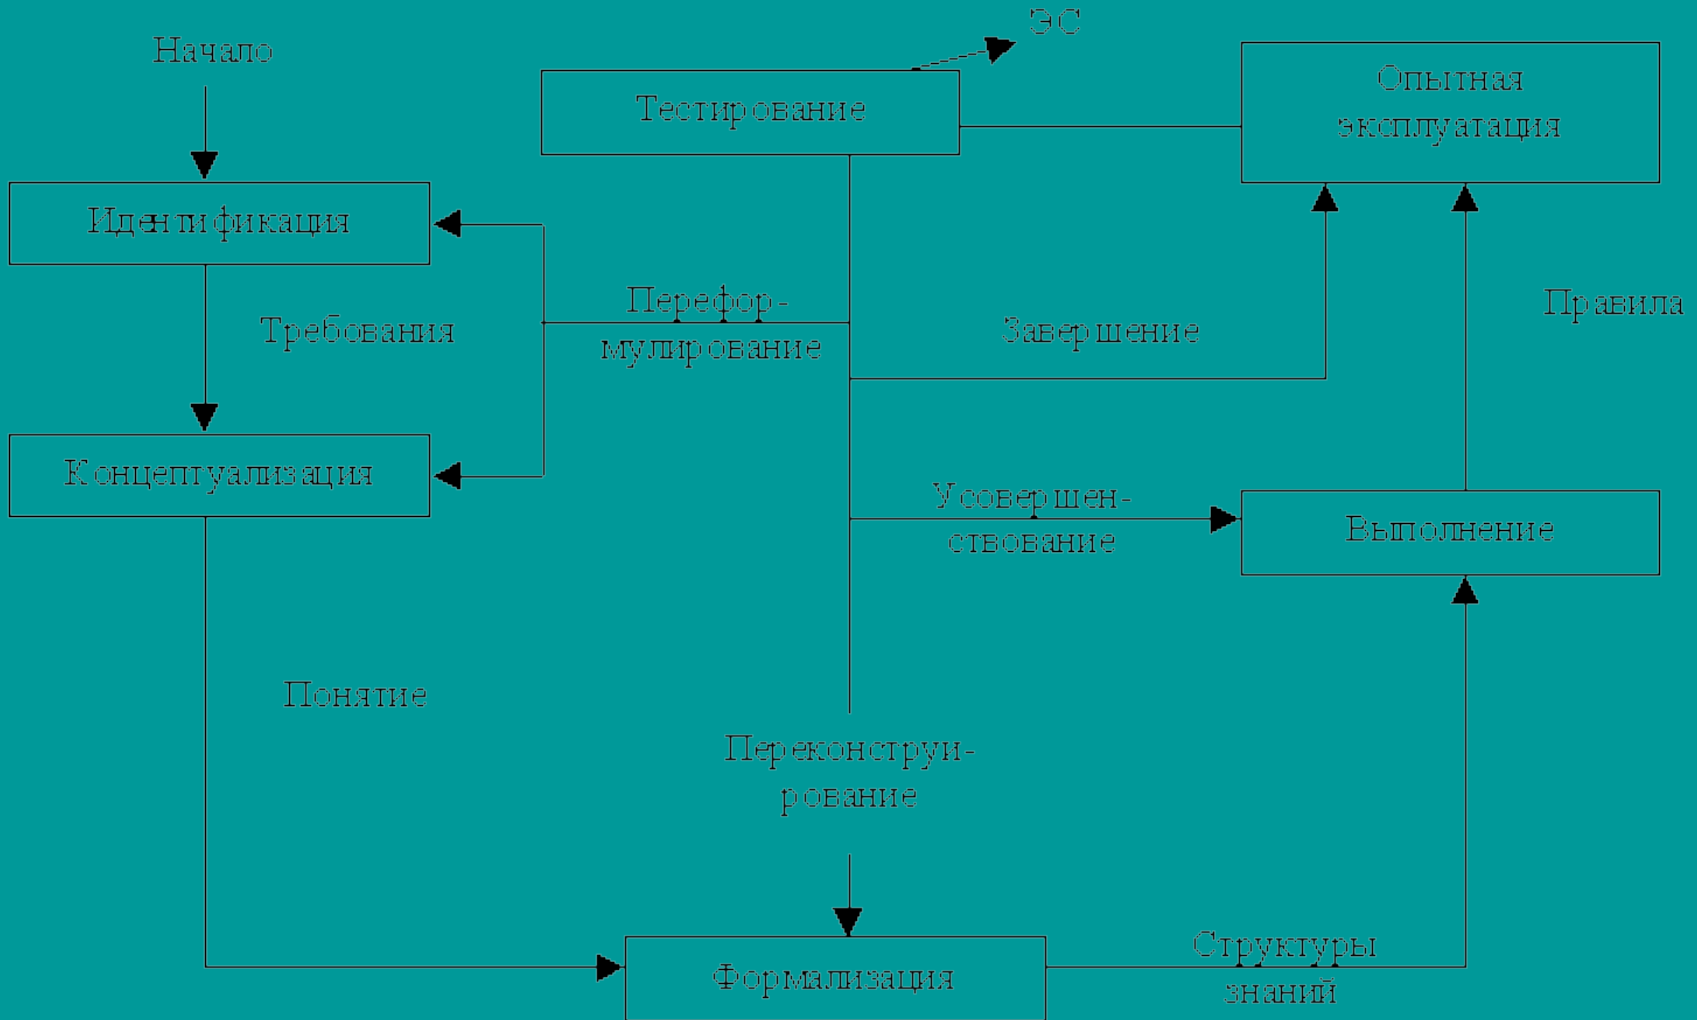 ЭС
Начало
Тестирование
Опытная
эксплуатация
Идентификация
Требования
Перефор-
мулирование
Завершение
Правила
Концептуализация
Усовершен-
ствование
Выполнение
Понятие
Переконструи-
рование
Структуры
знаний
Формализация